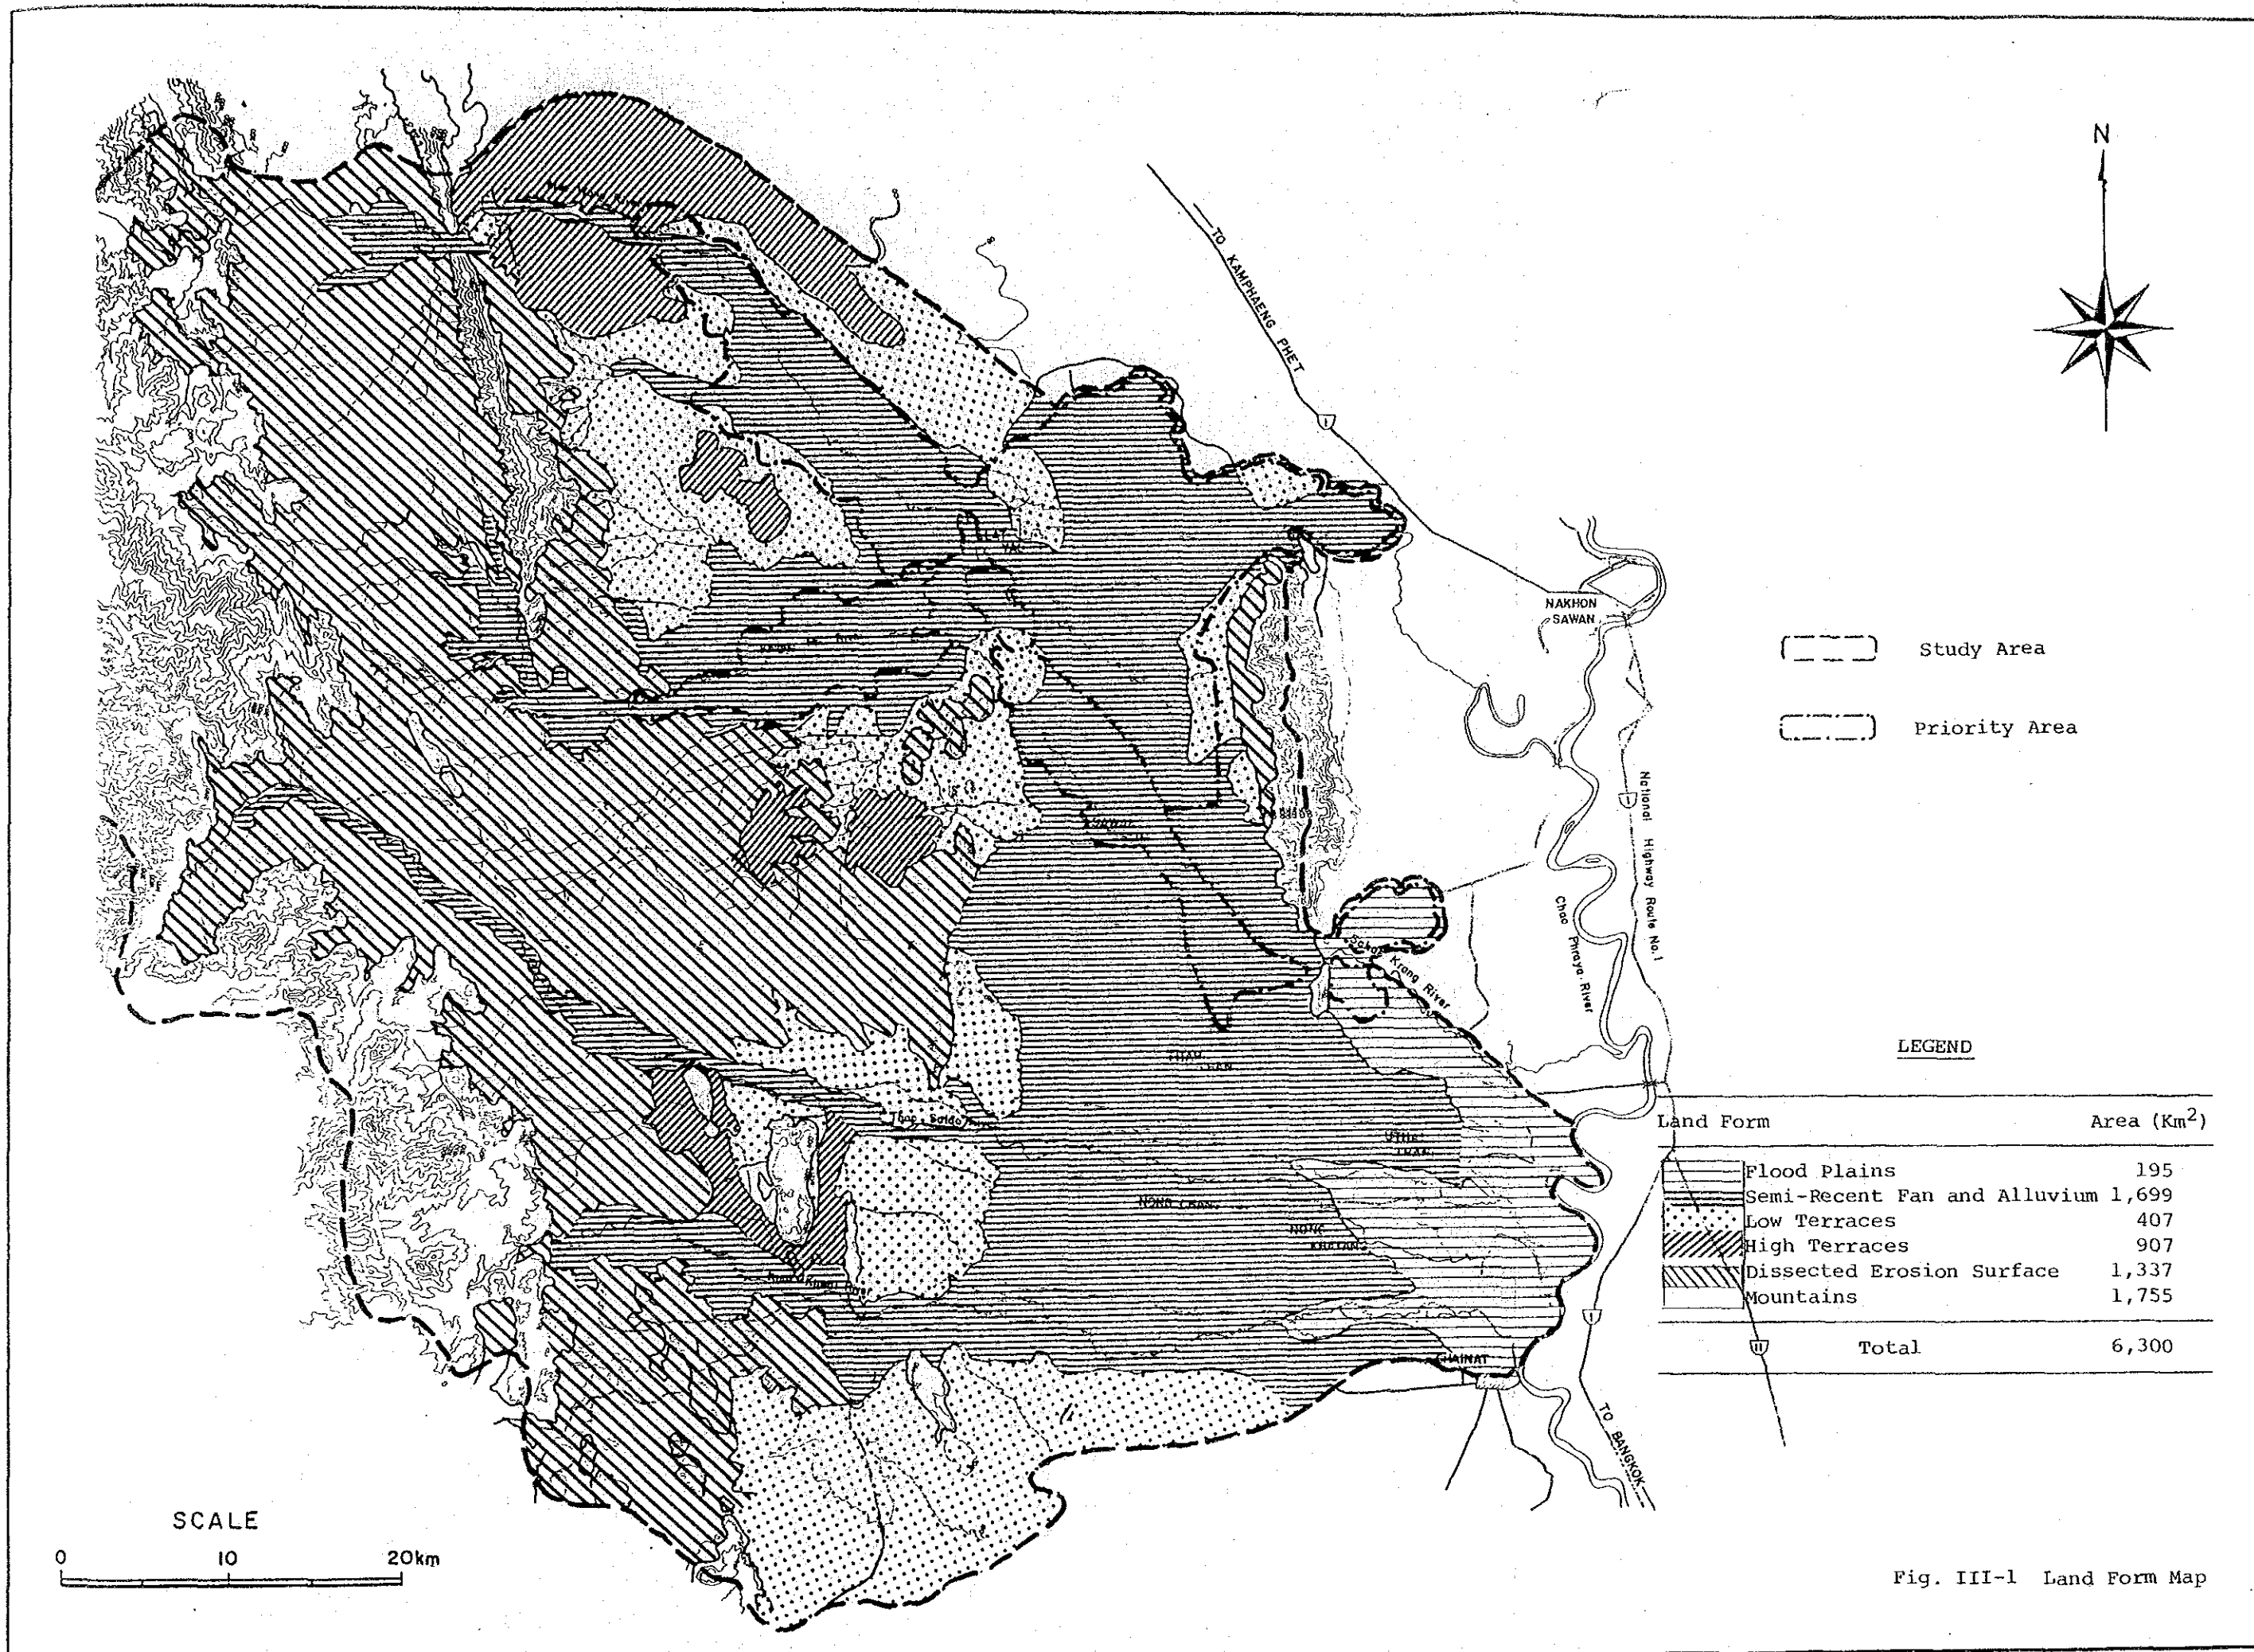 N
TO KAMPHAENG PHET
I
NAKHON
SAWAN
Study Area
Priority Area
National Highway Route No.1
I
Chao Phraya River
Sakae Krang River
CHAINAT
TO BANGKOK
I
II
LEGEND
Land Form Area (Km²)
Flood Plains 195
Semi-Recent Fan and Alluvium 1,699
Low Terraces 407
High Terraces 907
Dissected Erosion Surface 1,337
Mountains 1,755
Total 6,300
SCALE
0 10 20km
Fig. III-1 Land Form Map